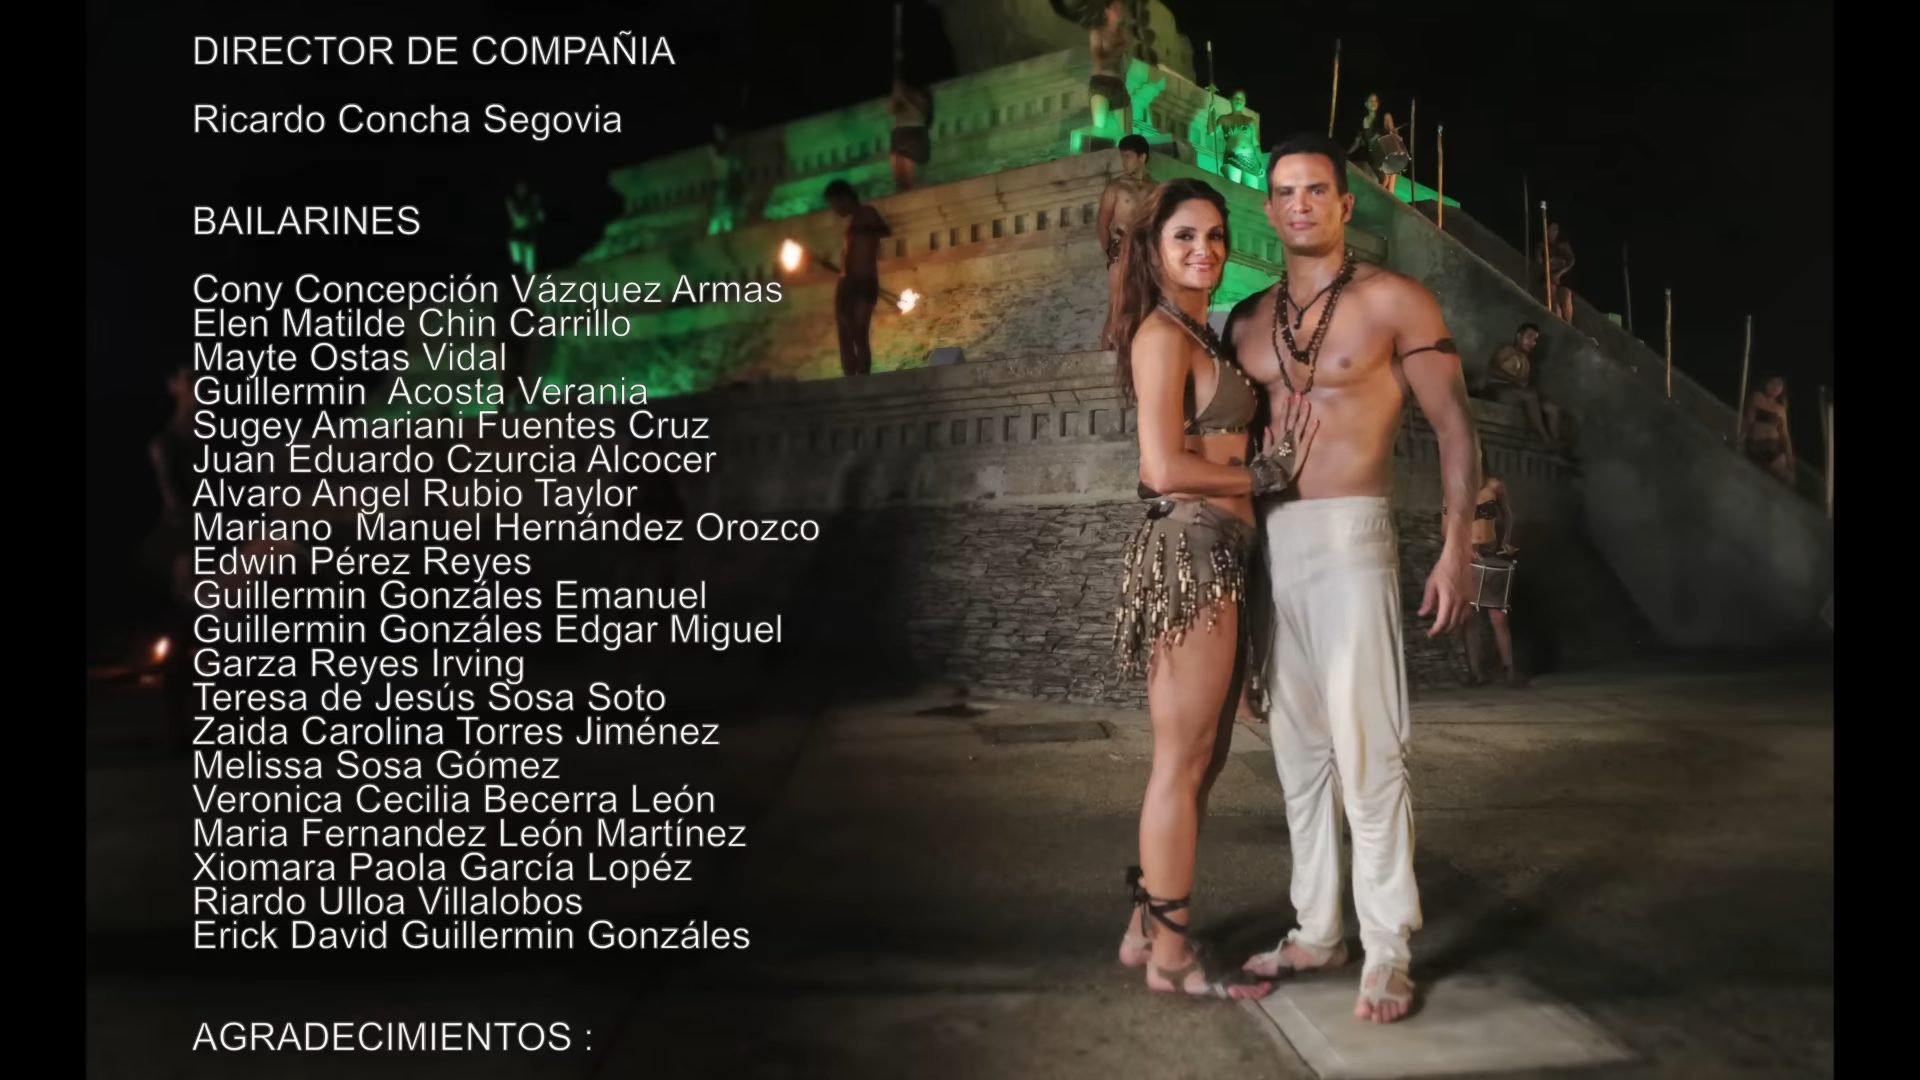 DIRECTOR DE COMPAÑIA
Ricardo Concha Segovia
BAILARINES
Cony Concepción Vázquez Armas
Elen Matilde Chin Carrillo
Mayte Ostas Vidal
Guillermin  Acosta Verania
Sugey Amariani Fuentes Cruz
Juan Eduardo Czurcia Alcocer
Alvaro Angel Rubio Taylor
Mariano  Manuel Hernández Orozco
Edwin Pérez Reyes
Guillermin Gonzáles Emanuel
Guillermin Gonzáles Edgar Miguel
Garza Reyes Irving
Teresa de Jesús Sosa Soto
Zaida Carolina Torres Jiménez
Melissa Sosa Gómez
Veronica Cecilia Becerra León
Maria Fernandez León Martínez
Xiomara Paola García Lopéz
Riardo Ulloa Villalobos
Erick David Guillermin Gonzáles
AGRADECIMIENTOS :